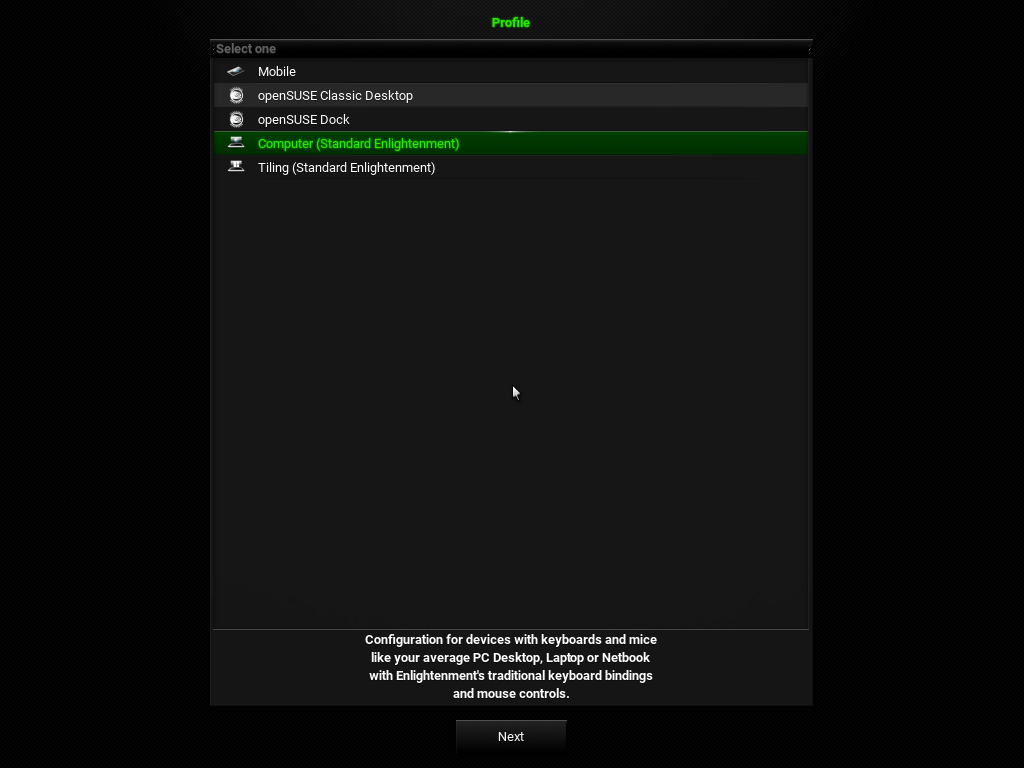 Profile
Select one
Mobile
openSUSE Classic Desktop
openSUSE Dock
Computer (Standard Enlightenment)
Tiling (Standard Enlightenment)
Configuration for devices with keyboards and mice
like your average PC Desktop, Laptop or Netbook
with Enlightenment's traditional keyboard bindings
and mouse controls.
Next